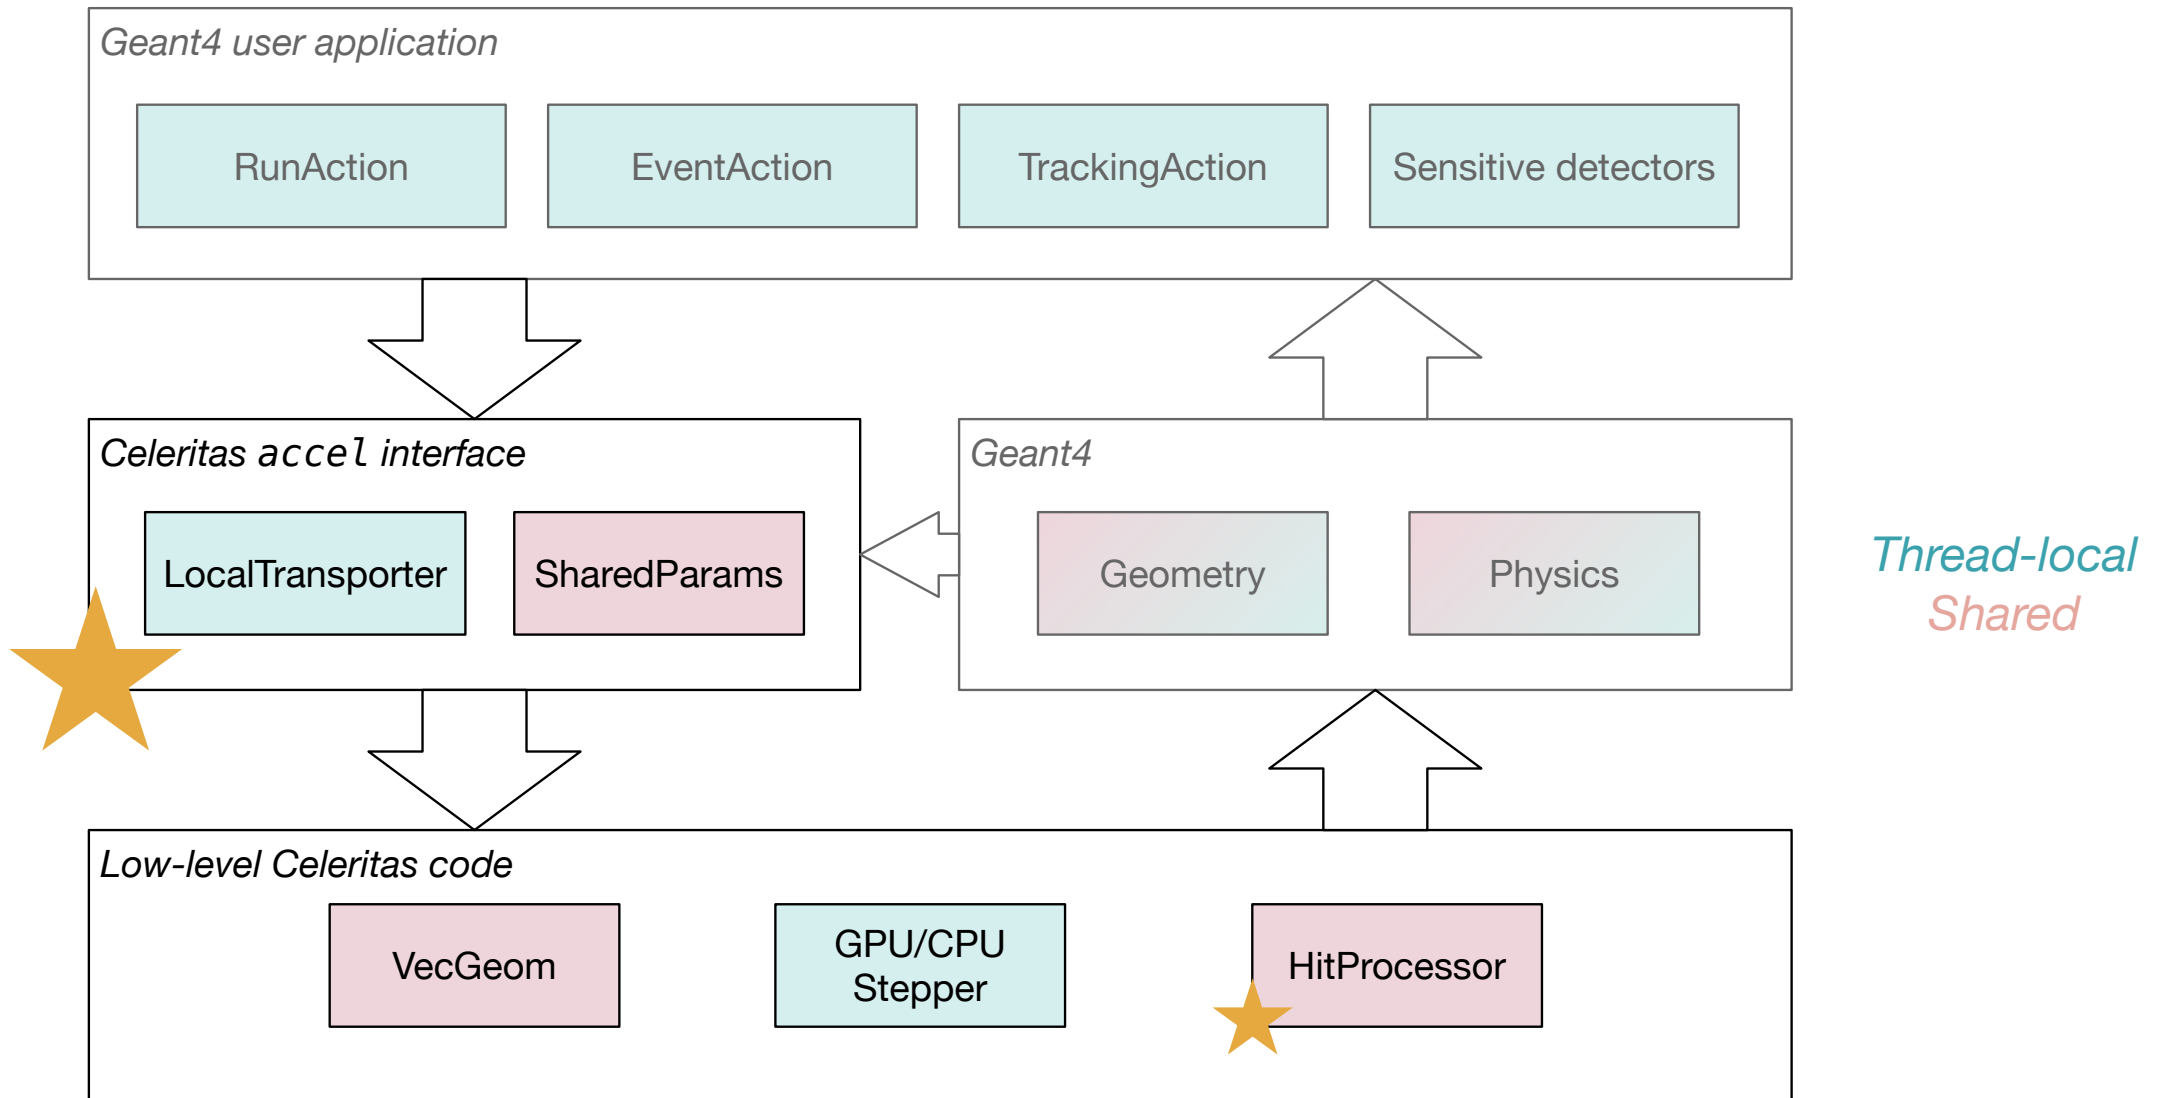 Geant4 user application
RunAction
EventAction
TrackingAction
Sensitive detectors
Celeritas accel interface
LocalTransporter
SharedParams
Geant4
Geometry
Physics
Thread-local
Shared
Low-level Celeritas code
VecGeom
GPU/CPU
Stepper
HitProcessor